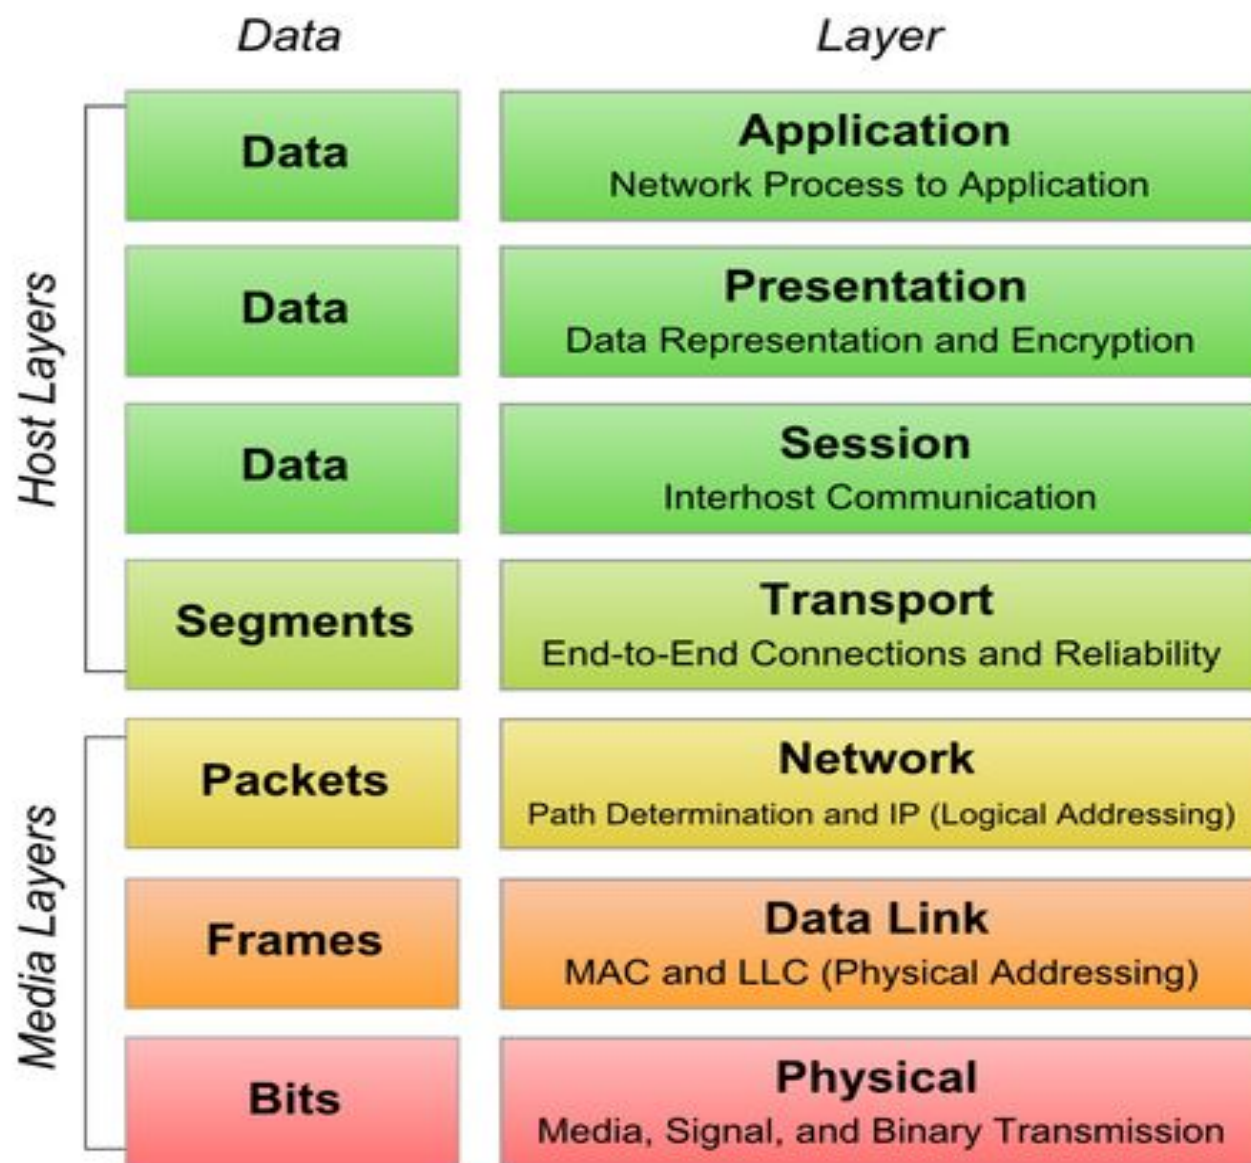 Data Layer
Host Layers
Data
Application
Network Process to Application
Data
Presentation
Data Representation and Encryption
Data
Session
Interhost Communication
Segments
Transport
End-to-End Connections and Reliability
Media Layers
Packets
Network
Path Determination and IP (Logical Addressing)
Frames
Data Link
MAC and LLC (Physical Addressing)
Bits
Physical
Media, Signal, and Binary Transmission